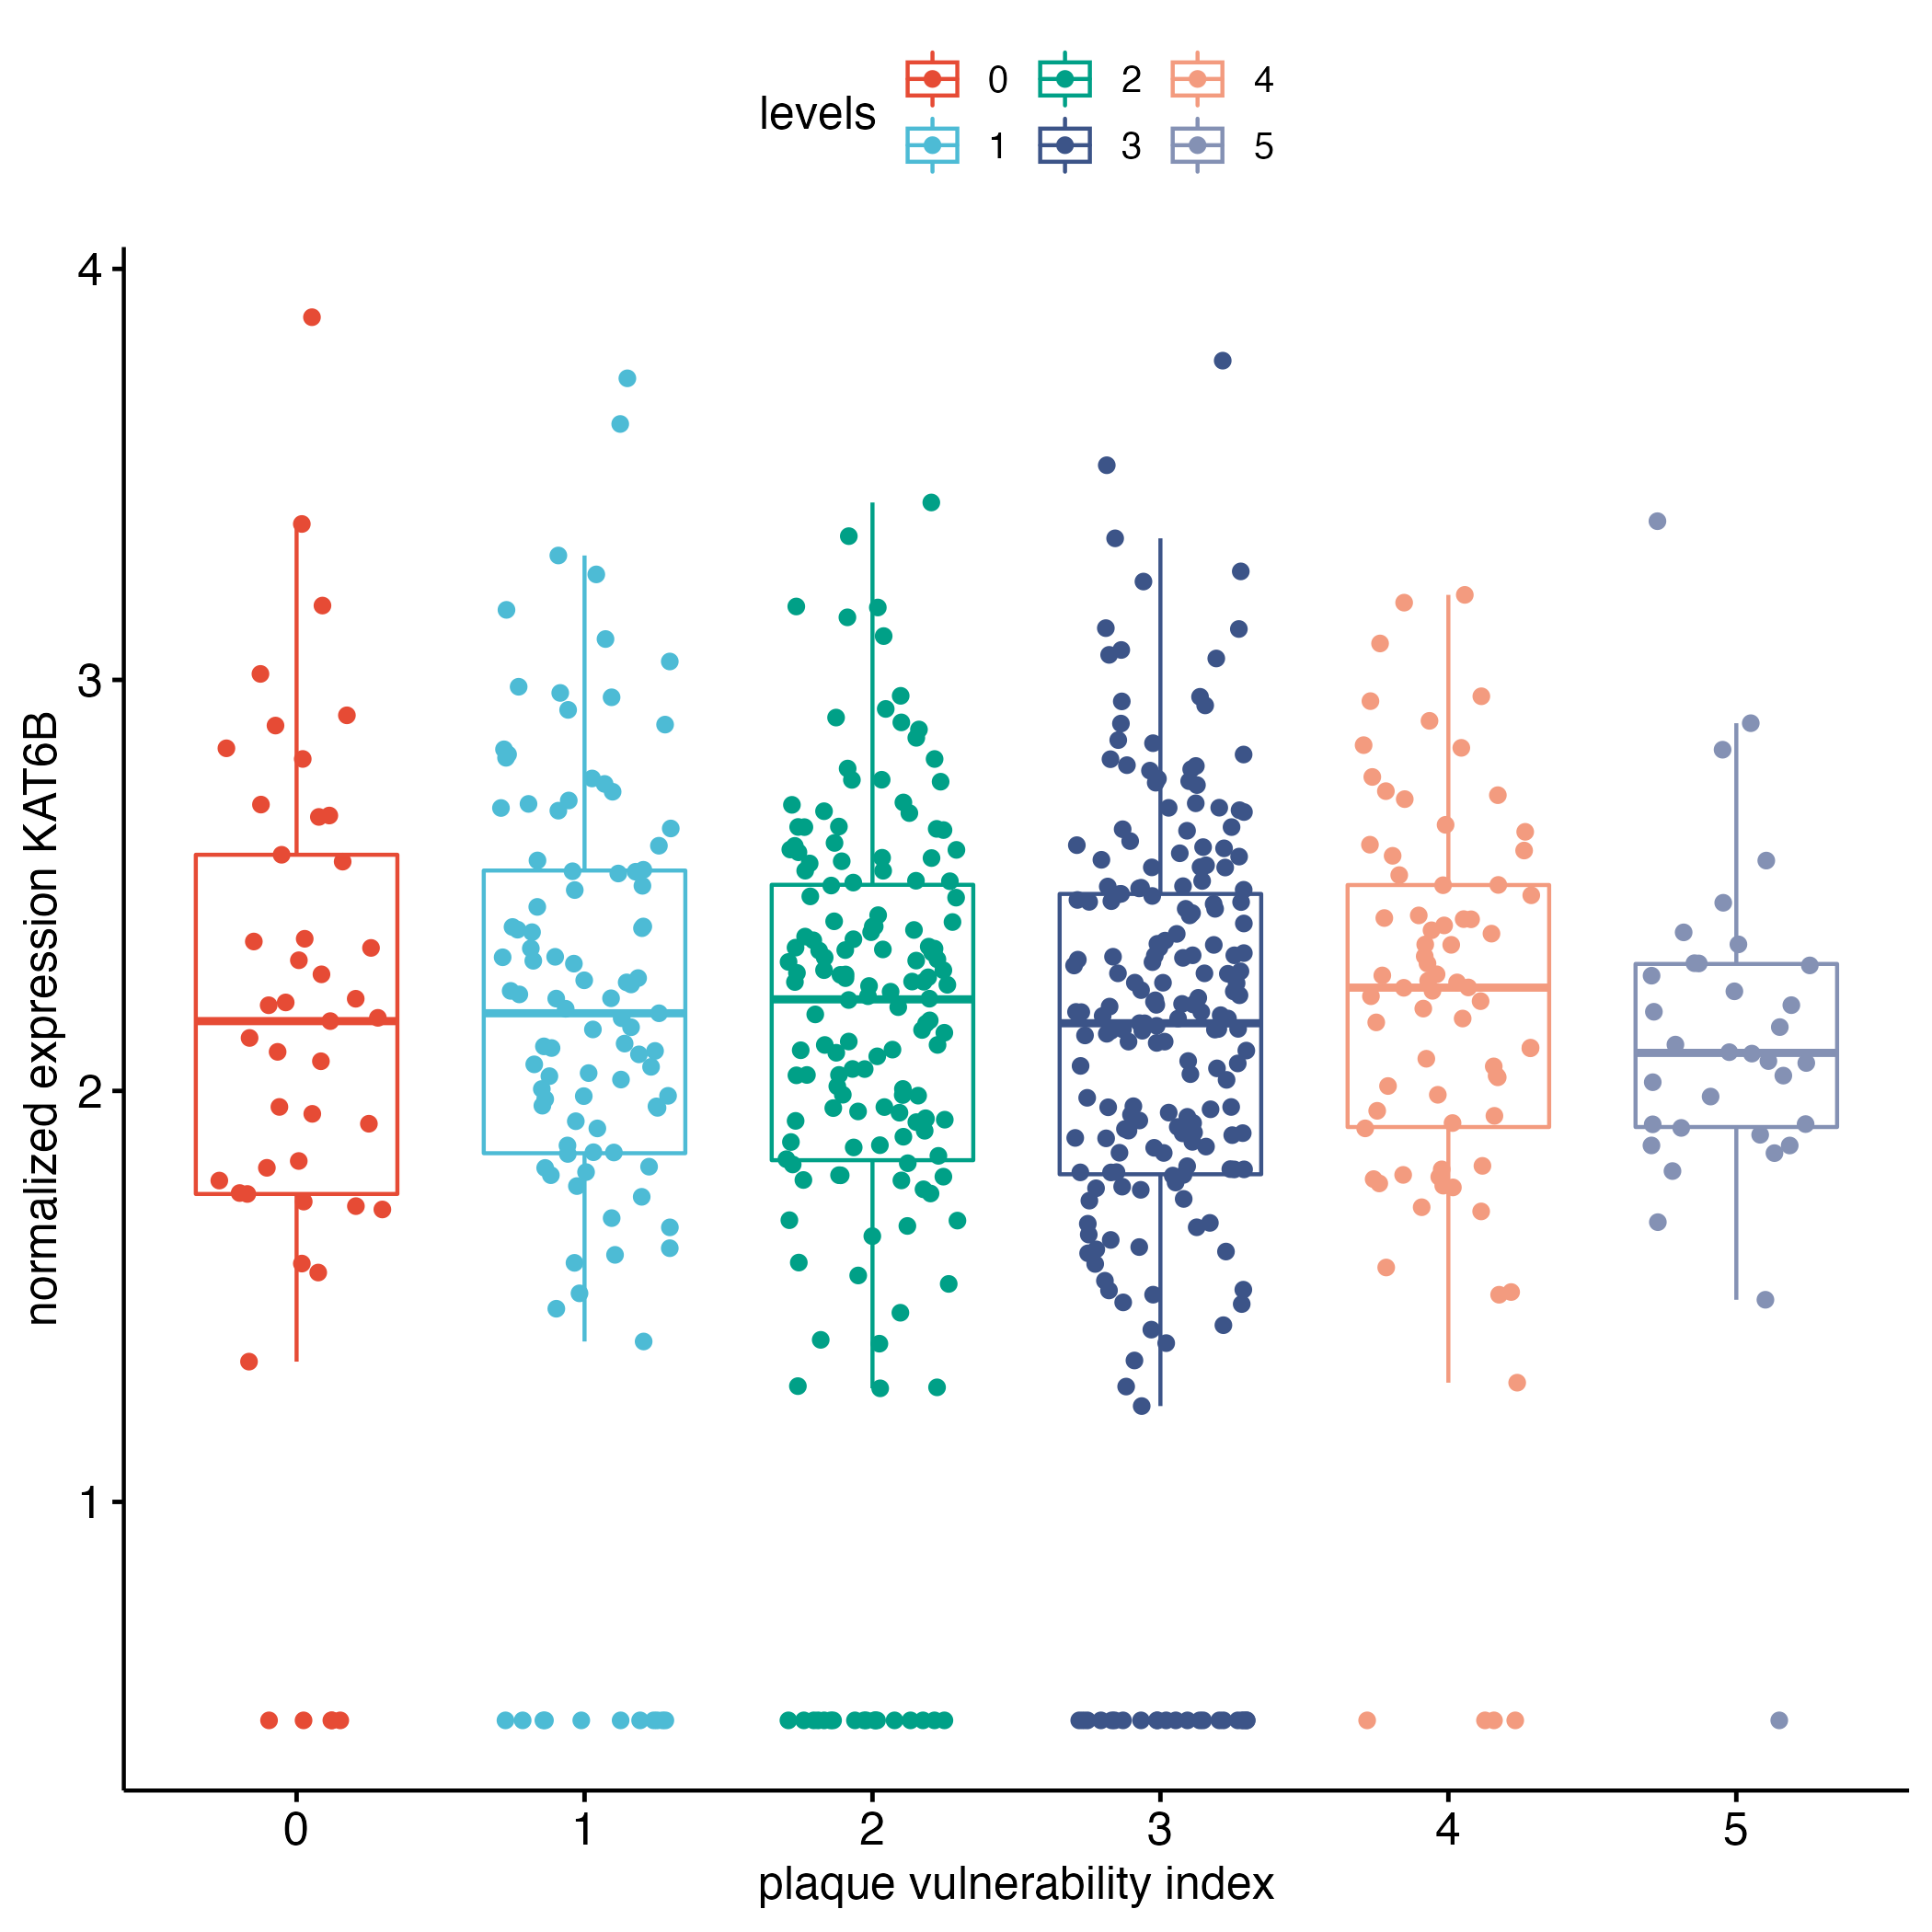 levels
0 2 4
1 3 5
normalized expression KAT6B
4
3
2
1
0 1 2 3 4 5
plaque vulnerability index